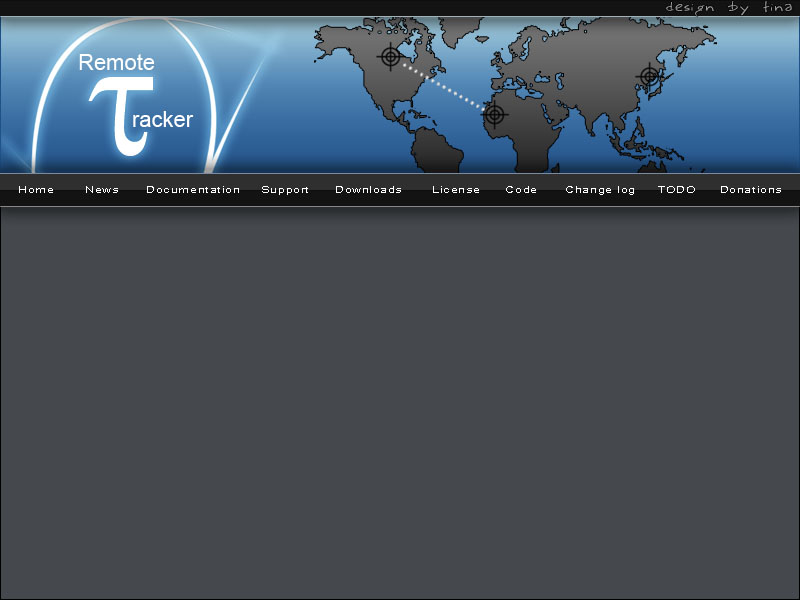 design by tina
Remote
τracker
Home News Documentation Support Downloads License Code Change log TODO Donations